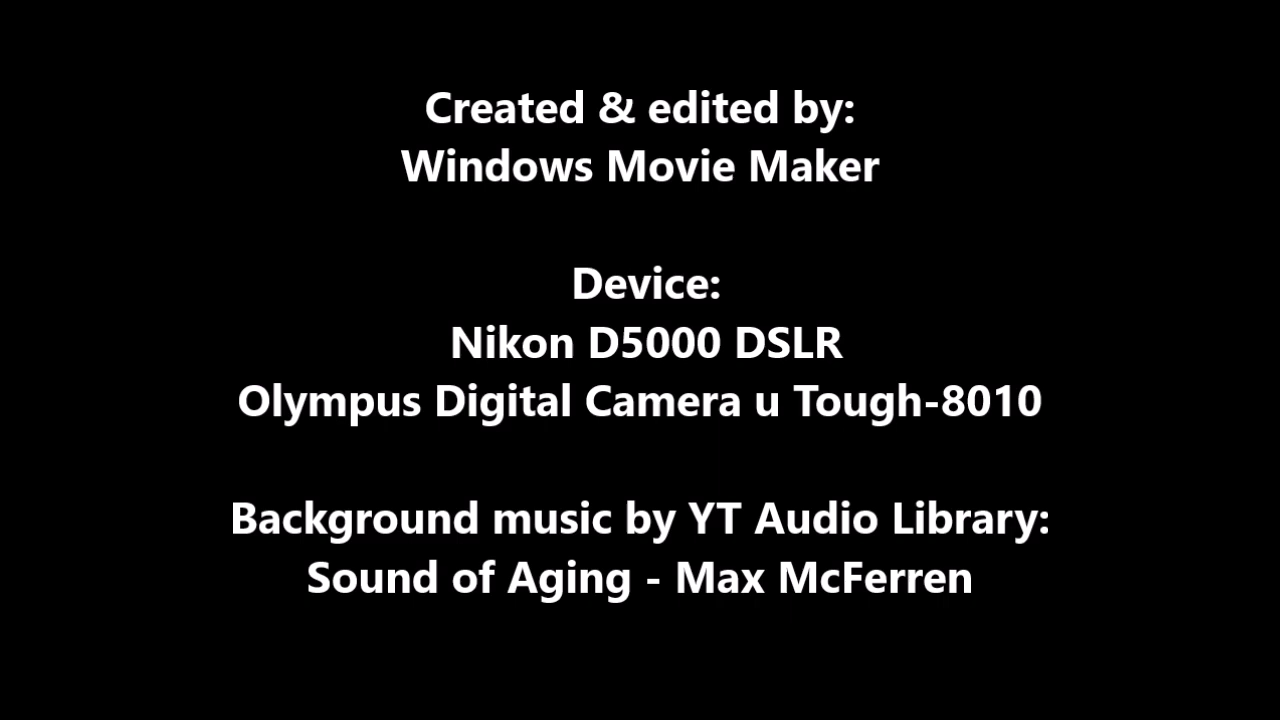 Created & edited by:
Windows Movie Maker
Device:
Nikon D5000 DSLR
Olympus Digital Camera u Tough-8010
Background music by YT Audio Library:
Sound of Aging - Max McFerren